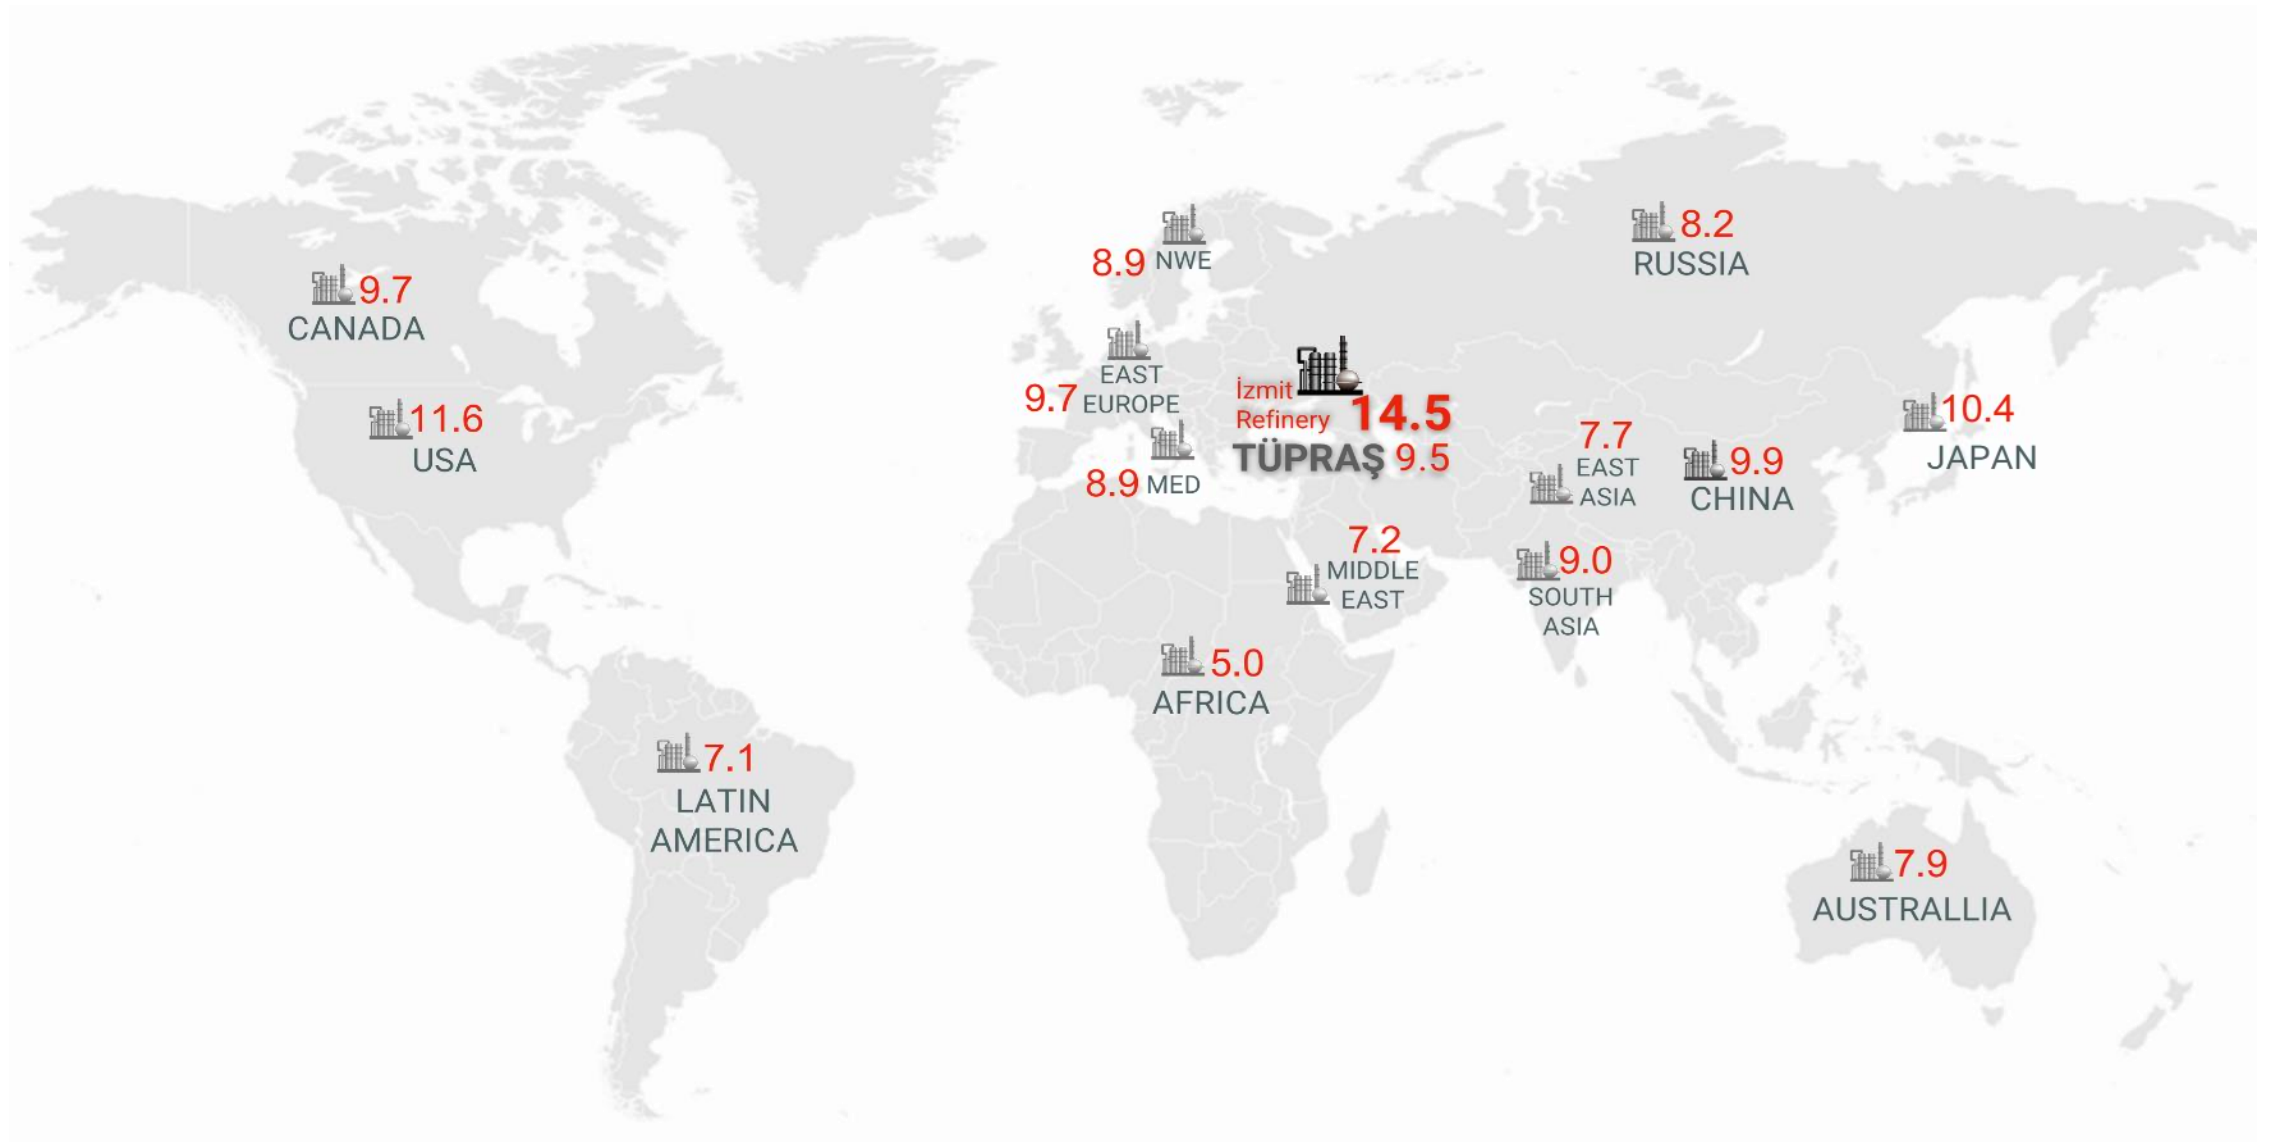 8.2
RUSSIA
8.9 NWE
9.7
CANADA
EAST
9.7 EUROPE
İzmit
Refinery 14.5
TÜPRAŞ 9.5
11.6
USA
10.4
JAPAN
7.7
EAST
ASIA
9.9
CHINA
8.9 MED
7.2
MIDDLE
EAST
9.0
SOUTH
ASIA
5.0
AFRICA
7.1
LATIN
AMERICA
7.9
AUSTRALLIA